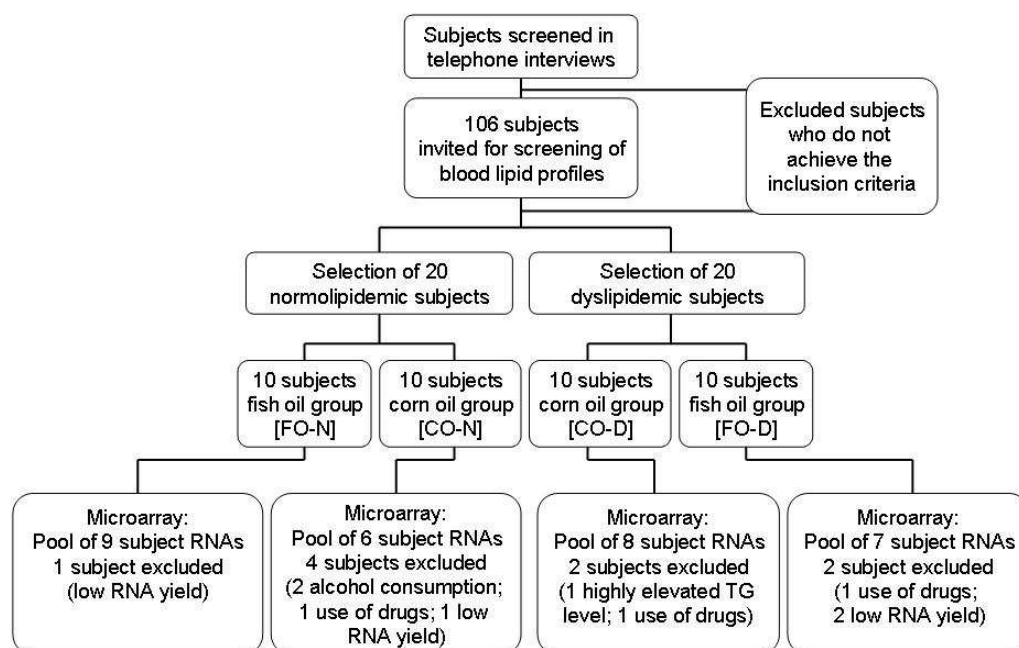 Subjects screened in
telephone interviews
106 subjects
invited for screening of
blood lipid profiles
Excluded subjects
who do not
achieve the
inclusion criteria
Selection of 20
normolipidemic subjects
Selection of 20
dyslipidemic subjects
10 subjects
fish oil group
[FO-N]
10 subjects
corn oil group
[CO-N]
10 subjects
corn oil group
[CO-D]
10 subjects
fish oil group
[FO-D]
Microarray:
Pool of 9 subject RNAs
1 subject excluded
(low RNA yield)
Microarray:
Pool of 6 subject RNAs
4 subjects excluded
(2 alcohol consumption;
1 use of drugs; 1 low
RNA yield)
Microarray:
Pool of 8 subject RNAs
2 subjects excluded
(1 highly elevated TG
level; 1 use of drugs)
Microarray:
Pool of 7 subject RNAs
2 subject excluded
(1 use of drugs;
2 low RNA yield)